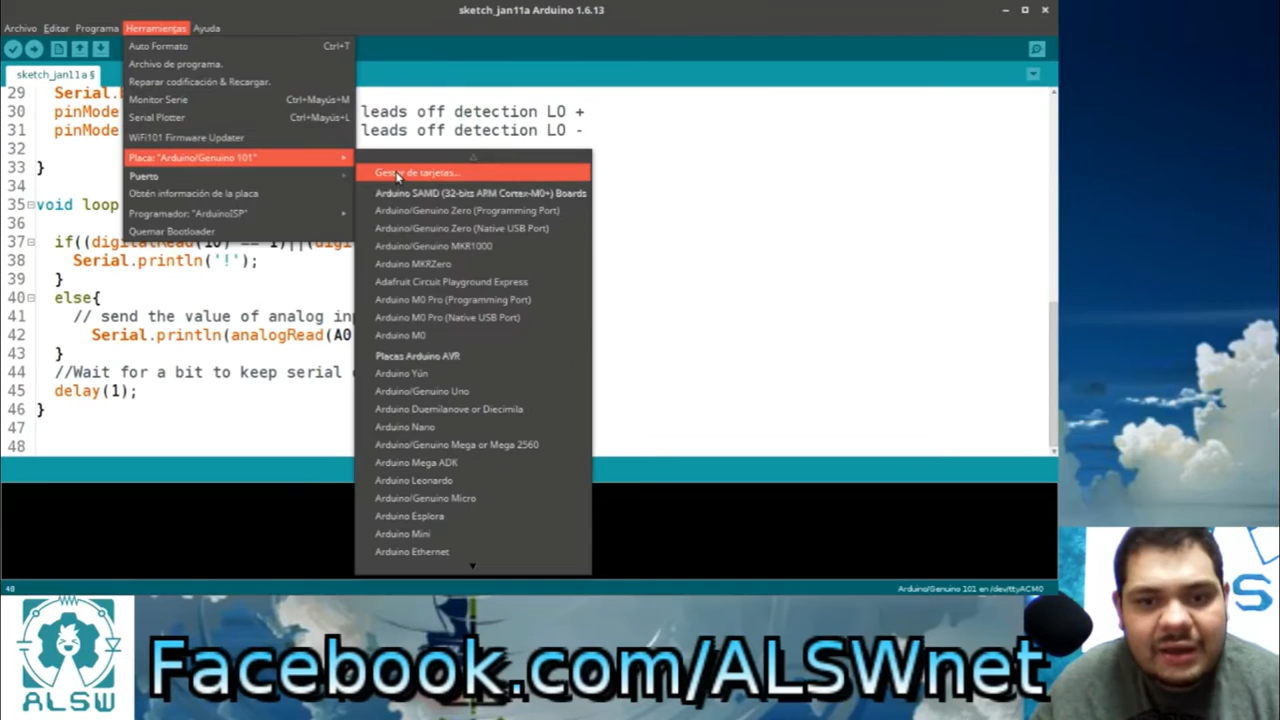 sketch_jan11a Arduino 1.6.13
Archivo Editar Programa Herramientas Ayuda
sketch_jan11a §
Auto Formato Ctrl+T
Archivo de programa.
Reparar codificación & Recargar.
Monitor Serie Ctrl+Mayús+M
Serial Plotter Ctrl+Mayús+L
WiFi101 Firmware Updater
Placa: "Arduino/Genuino 101"
Puerto
Obtén información de la placa
Programador: "ArduinoISP"
Quemar Bootloader
Gestor de tarjetas...
Arduino SAMD (32-bits ARM Cortex-M0+) Boards
Arduino/Genuino Zero (Programming Port)
Arduino/Genuino Zero (Native USB Port)
Arduino/Genuino MKR1000
Arduino MKRZero
Adafruit Circuit Playground Express
Arduino M0 Pro (Programming Port)
Arduino M0 Pro (Native USB Port)
Arduino M0
Placas Arduino AVR
Arduino Yún
Arduino/Genuino Uno
Arduino Duemilanove or Diecimila
Arduino Nano
Arduino/Genuino Mega or Mega 2560
Arduino Mega ADK
Arduino Leonardo
Arduino/Genuino Micro
Arduino Esplora
Arduino Mini
Arduino Ethernet
29 Serial.
30 pinMode leads off detection LO +
31 pinMode leads off detection LO -
32
33 }
34
35 void loop
36
37 if((digitalRead(10) == 1)||(digi
38 Serial.println('!');
39 }
40 else{
41 // send the value of analog in
42 Serial.println(analogRead(A0
43 }
44 //Wait for a bit to keep serial
45 delay(1);
46 }
47
48
48 Arduino/Genuino 101 en /dev/ttyACM0
ALSW
Facebook.com/ALSWnet
S